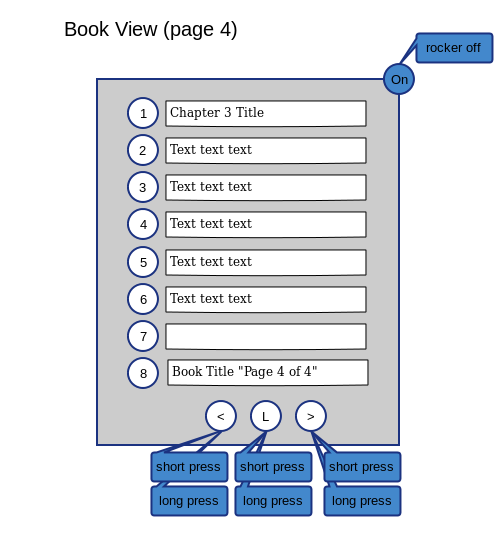 Book View (page 4)
rocker off
On
1 Chapter 3 Title
2 Text text text
3 Text text text
4 Text text text
5 Text text text
6 Text text text
7
8 Book Title "Page 4 of 4"
< L >
short press short press short press
long press long press long press